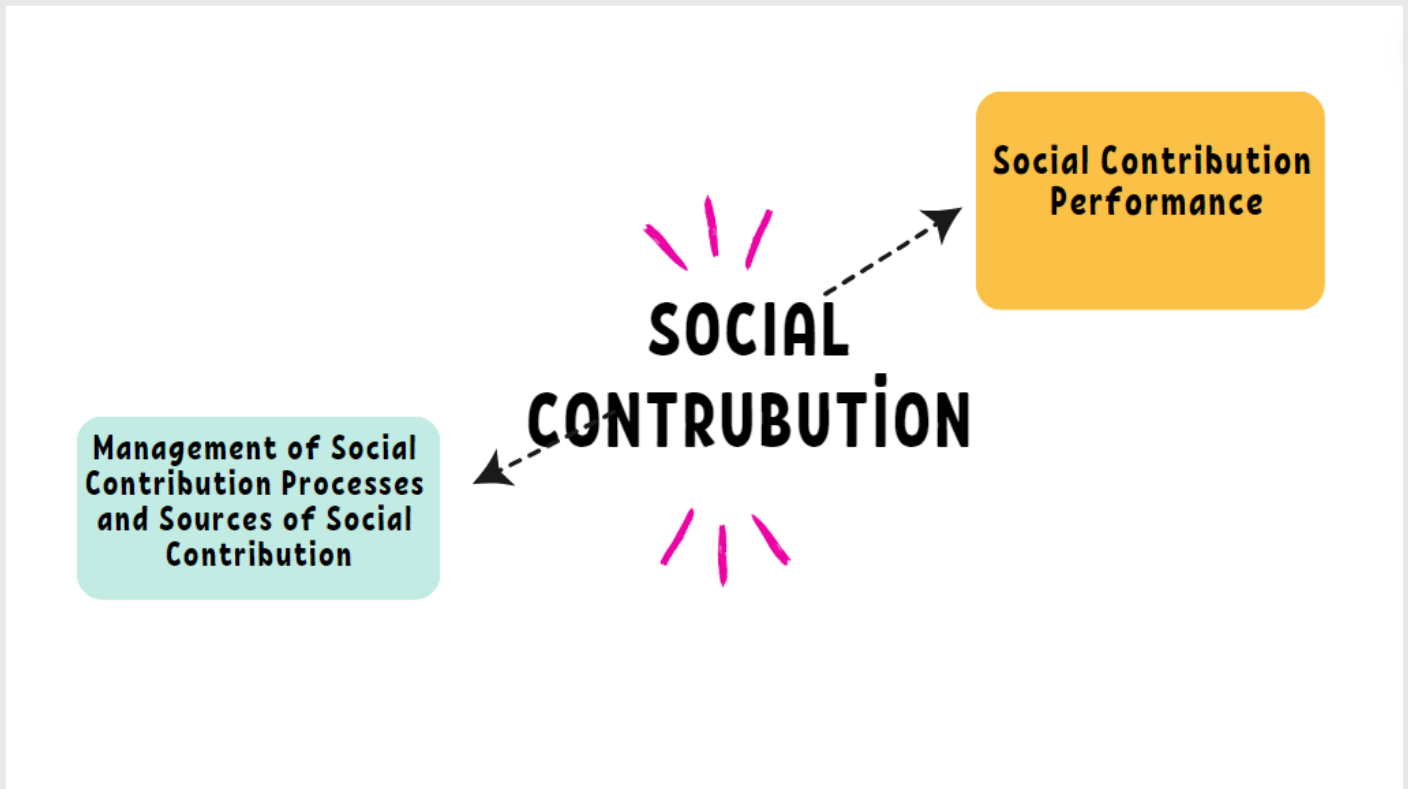 Social Contribution
Performance
SOCIAL
CONTRUBUTİON
Management of Social
Contribution Processes
and Sources of Social
Contribution